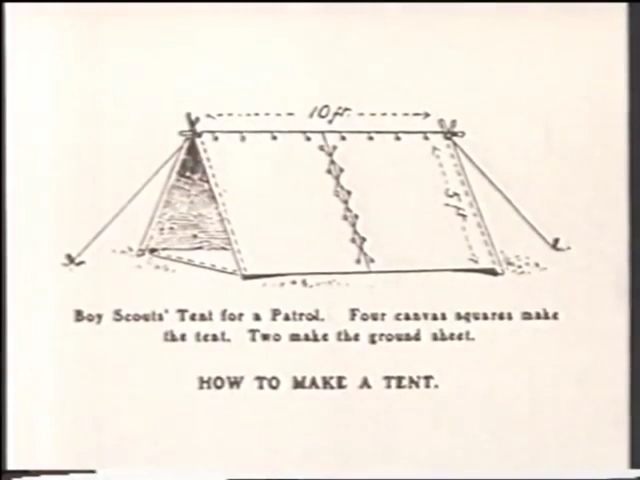 10 ft.
5 ft
Boy Scouts' Tent for a Patrol. Four canvas squares make
the tent. Two make the ground sheet.
HOW TO MAKE A TENT.